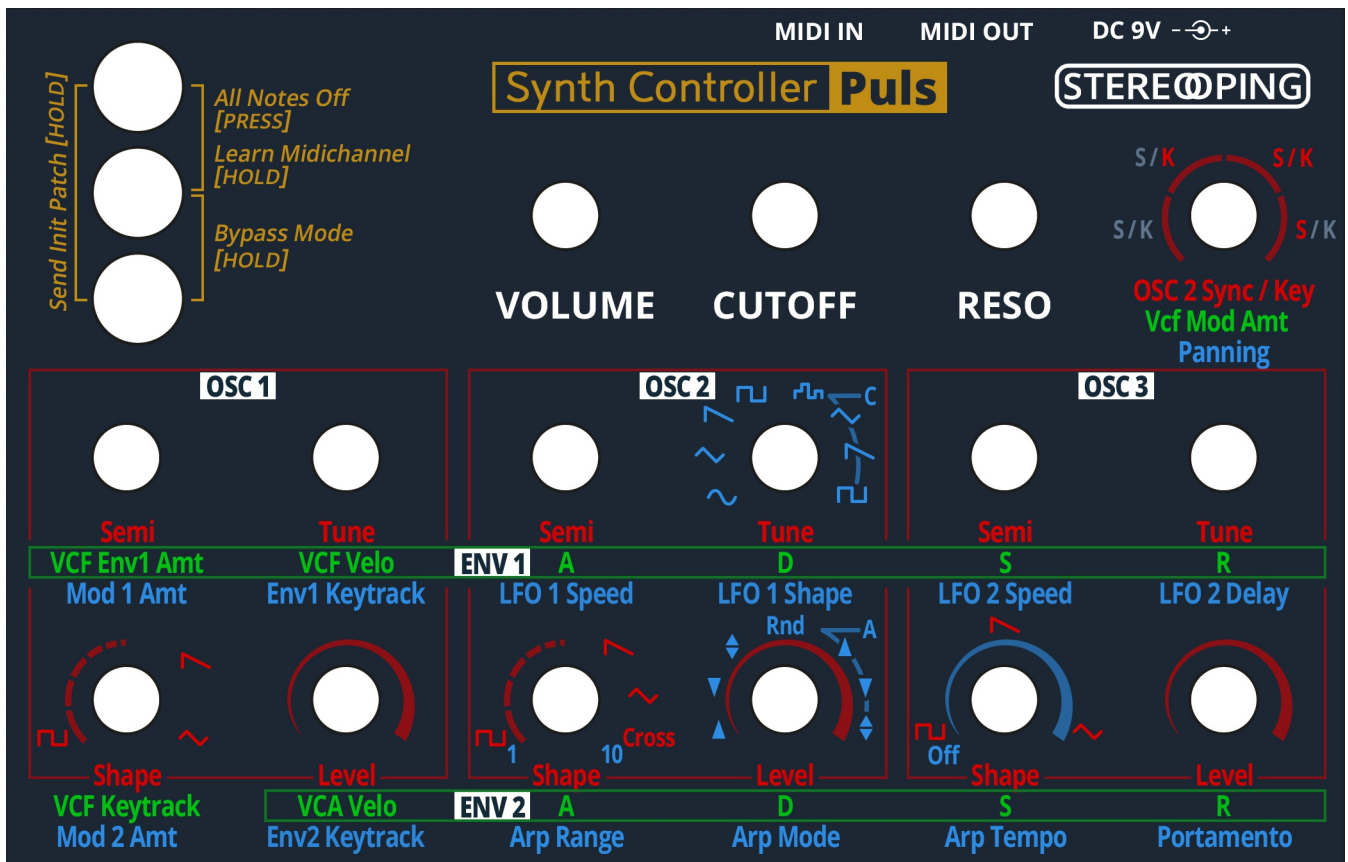 MIDI IN MIDI OUT DC 9V
Synth Controller Puls
STEREOOPING
Send Init Patch [HOLD]
All Notes Off
[PRESS]
Learn Midichannel
[HOLD]
Bypass Mode
[HOLD]
S/K S/K
S/K S/K
VOLUME CUTOFF RESO
OSC 2 Sync / Key
Vcf Mod Amt
Panning
OSC 1 OSC 2 OSC 3
C
Semi Tune Semi Tune Semi Tune
VCF Env1 Amt VCF Velo ENV 1 A D S R
Mod 1 Amt Env1 Keytrack LFO 1 Speed LFO 1 Shape LFO 2 Speed LFO 2 Delay
Rnd A
1 10 Cross Off
Shape Level Shape Level Shape Level
VCF Keytrack VCA Velo ENV 2 A D S R
Mod 2 Amt Env2 Keytrack Arp Range Arp Mode Arp Tempo Portamento